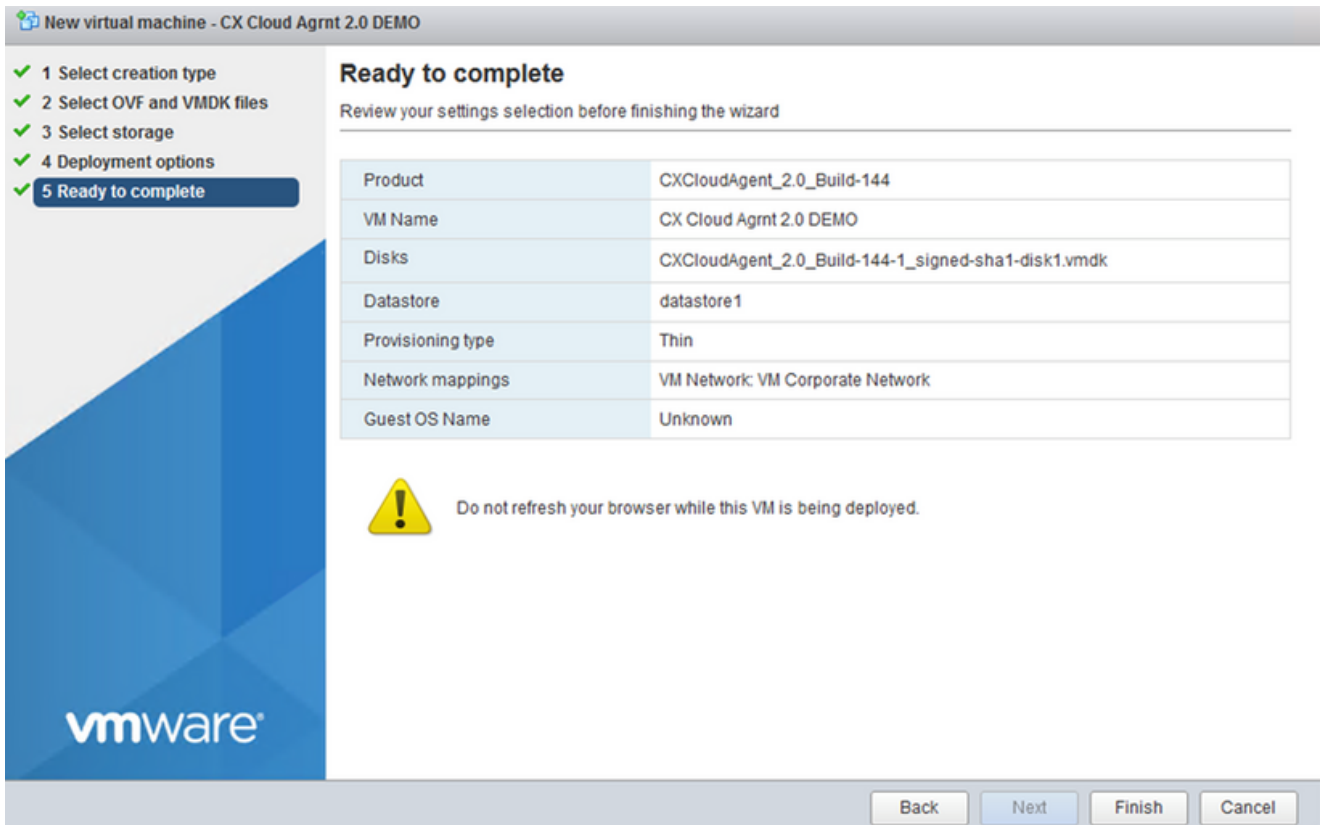 New virtual machine - CX Cloud Agrnt 2.0 DEMO
1 Select creation type
2 Select OVF and VMDK files
3 Select storage
4 Deployment options
5 Ready to complete
Ready to complete
Review your settings selection before finishing the wizard
Product CXCloudAgent_2.0_Build-144
VM Name CX Cloud Agrnt 2.0 DEMO
Disks CXCloudAgent_2.0_Build-144-1_signed-sha1-disk1.vmdk
Datastore datastore1
Provisioning type Thin
Network mappings VM Network: VM Corporate Network
Guest OS Name Unknown
Do not refresh your browser while this VM is being deployed.
vmware®
Back Next Finish Cancel